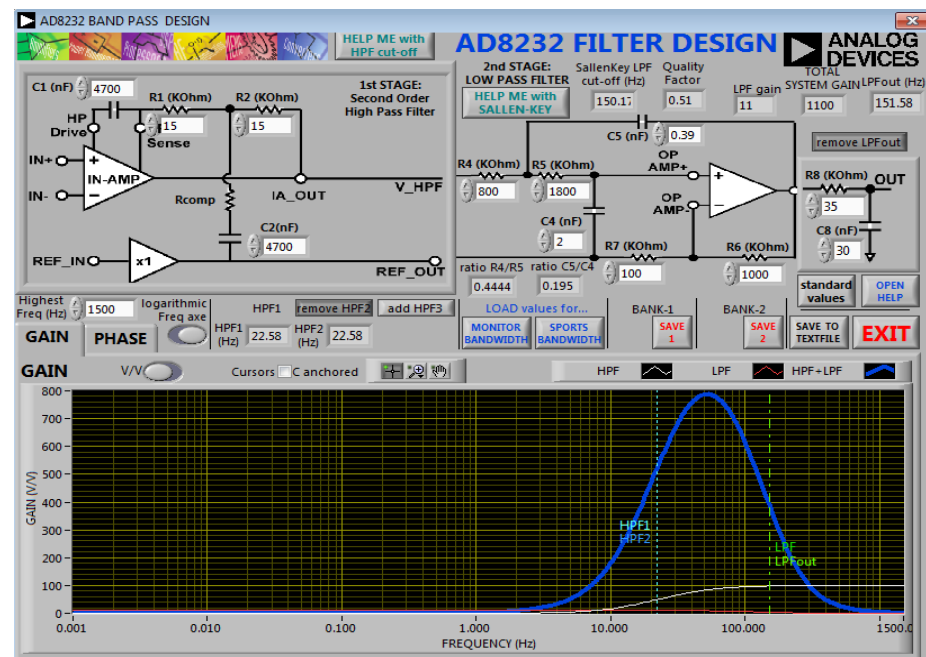 AD8232 BAND PASS DESIGN
HELP ME with
HPF cut-off
AD8232 FILTER DESIGN
ANALOG
DEVICES
C1 (nF) 4700
R1 (KOhm)
15
R2 (KOhm)
15
1st STAGE:
Second Order
High Pass Filter
HP
Drive
Sense
IN+
IN-
+
−
IN-AMP
Rcomp
IA_OUT
V_HPF
C2(nF)
4700
REF_IN
x1
REF_OUT
2nd STAGE:
LOW PASS FILTER
HELP ME with
SALLEN-KEY
SallenKey LPF
cut-off (Hz)
150.17
Quality
Factor
0.51
LPF gain
11
TOTAL
SYSTEM GAIN
1100
LPFout (Hz)
151.58
C5 (nF) 0.39
remove LPFout
R4 (KOhm)
800
R5 (KOhm)
1800
OP
AMP+
OP
AMP-
+
−
C4 (nF)
2
R7 (KOhm)
100
R6 (KOhm)
1000
R8 (KOhm)
35
OUT
C8 (nF)
30
ratio R4/R5
0.4444
ratio C5/C4
0.195
standard
values
OPEN
HELP
Highest
Freq (Hz)
1500
logarithmic
Freq axe
HPF1
remove HPF2
add HPF3
HPF1
(Hz)
22.58
HPF2
(Hz)
22.58
GAIN
PHASE
LOAD values for...
MONITOR
BANDWIDTH
SPORTS
BANDWIDTH
BANK-1
SAVE
1
BANK-2
SAVE
2
SAVE TO
TEXTFILE
EXIT
GAIN
V/V
Cursors
C anchored
HPF
LPF
HPF+LPF
GAIN (V/V)
800
700
600
500
400
300
200
100
0
HPF1
HPF2
LPF
LPFout
0.001
0.010
0.100
1.000
10.000
100.000
1500.0
FREQUENCY (Hz)